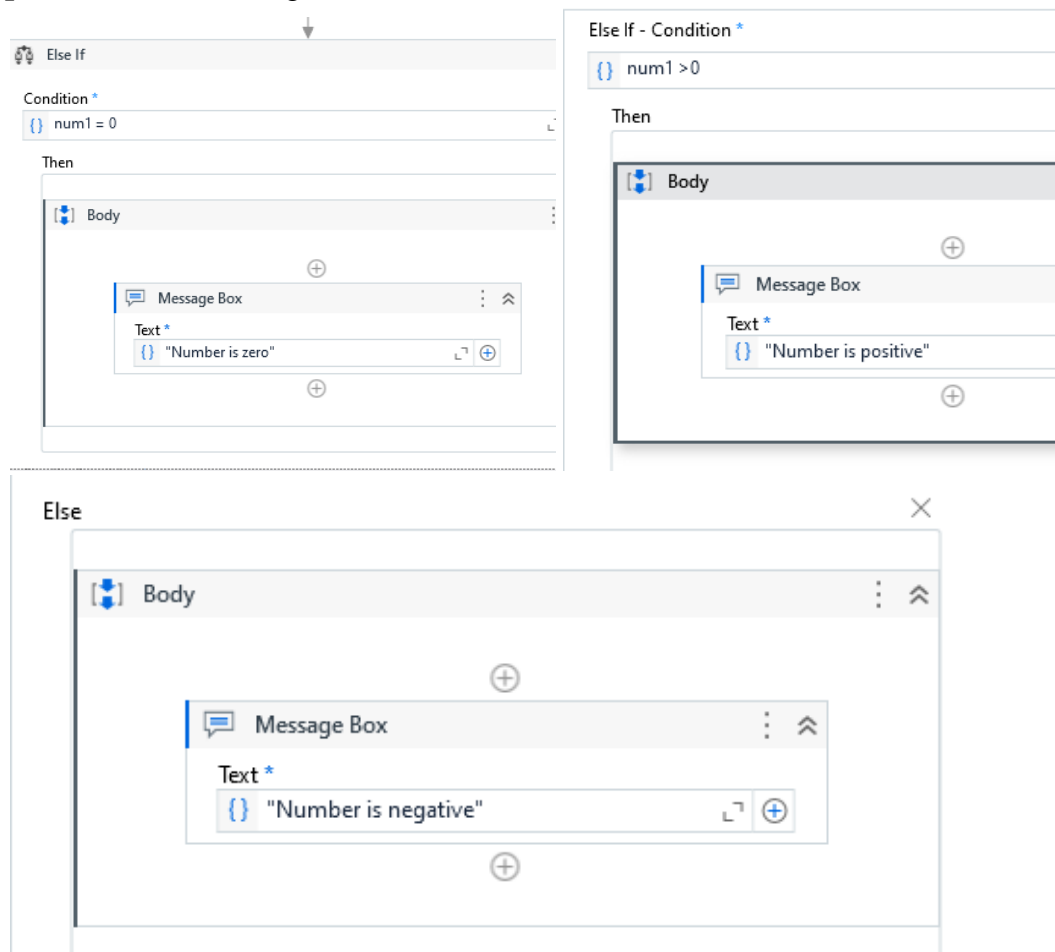 Else If
Condition *
{} num1 = 0
Then
Body
Message Box
Text *
{} "Number is zero"
Else If - Condition *
{} num1 >0
Then
Body
Message Box
Text *
{} "Number is positive"
Else
Body
Message Box
Text *
{} "Number is negative"